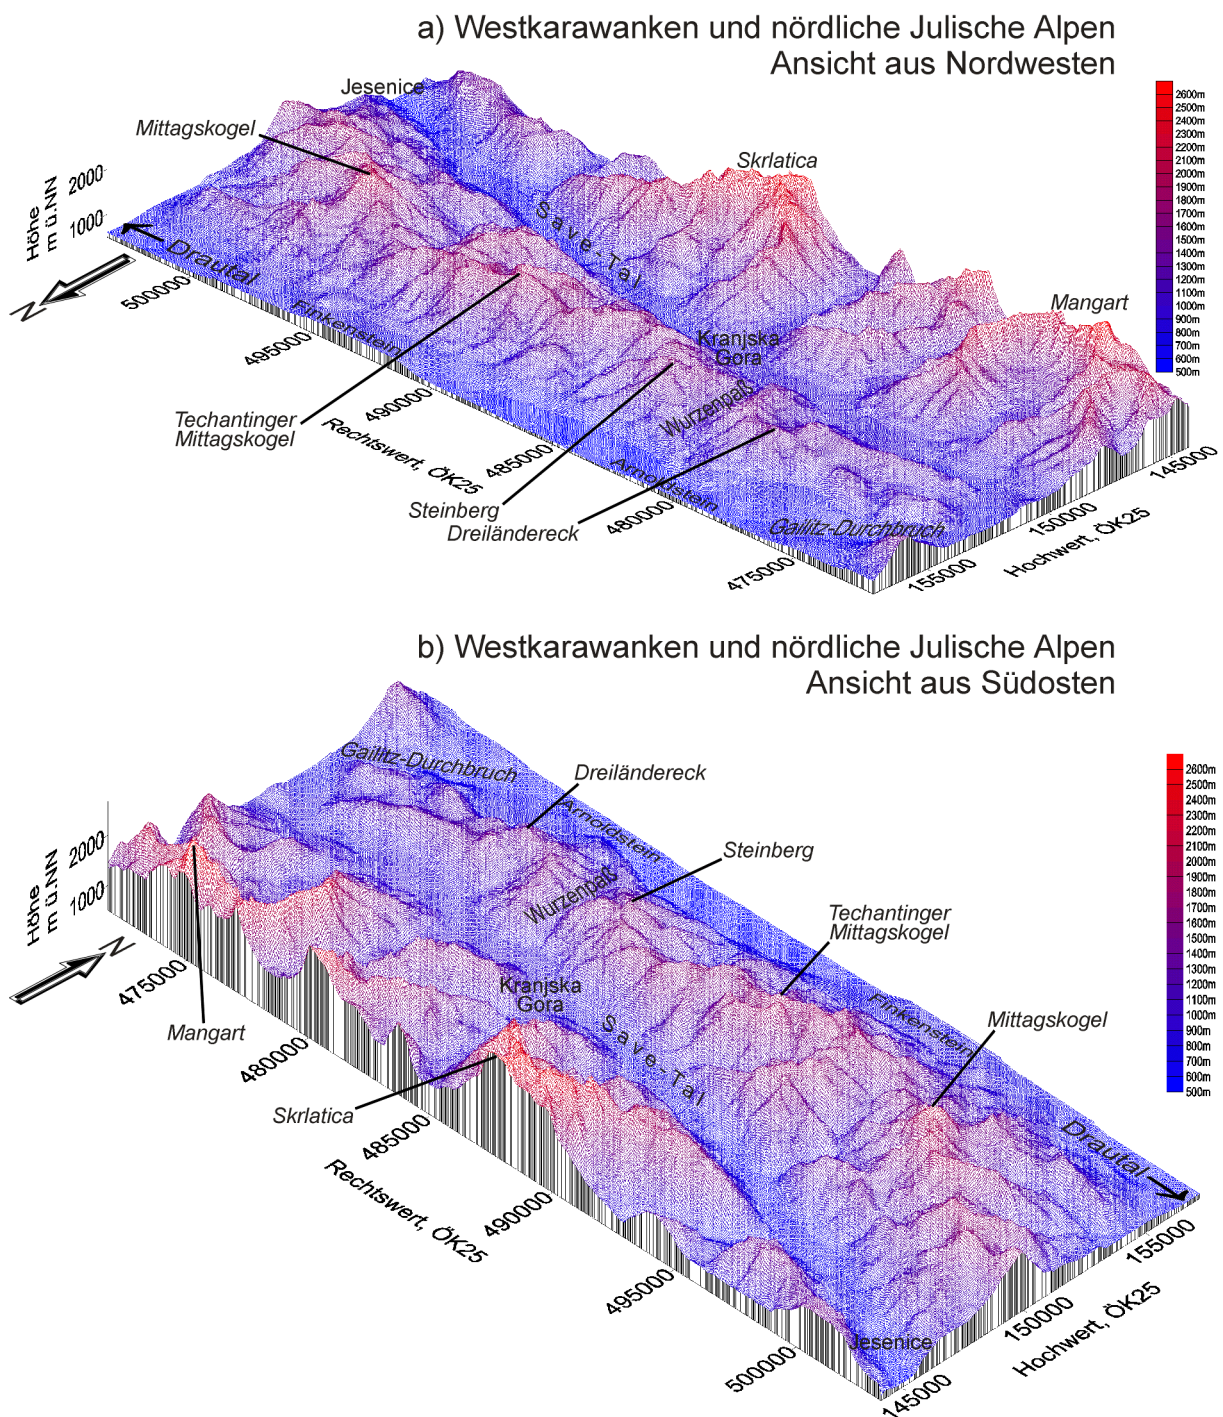 a) Westkarawanken und nördliche Julische Alpen
Ansicht aus Nordwesten
Jesenice
Mittagskogel
Skrlatica
Save-Tal
Mangart
Höhe
m ü.NN
2000
1000
N
Drautal
Finkenstein
Kranjska
Gora
Wurzenpaß
Techantinger
Mittagskogel
Steinberg
Dreiländereck
Arnoldstein
Gailitz-Durchbruch
500000
495000
490000
485000
480000
475000
Rechtswert, ÖK25
155000
150000
145000
Hochwert, ÖK25
2600m
2500m
2400m
2300m
2200m
2100m
2000m
1900m
1800m
1700m
1600m
1500m
1400m
1300m
1200m
1100m
1000m
900m
800m
700m
600m
500m
b) Westkarawanken und nördliche Julische Alpen
Ansicht aus Südosten
Gailitz-Durchbruch
Dreiländereck
Arnoldstein
Steinberg
Wurzenpaß
Techantinger
Mittagskogel
Höhe
m ü.NN
2000
1000
N
Kranjska
Gora
Save-Tal
Finkenstein
Mittagskogel
Mangart
Skrlatica
Drautal
Jesenice
475000
480000
485000
490000
495000
500000
Rechtswert, ÖK25
145000
150000
155000
Hochwert, ÖK25
2600m
2500m
2400m
2300m
2200m
2100m
2000m
1900m
1800m
1700m
1600m
1500m
1400m
1300m
1200m
1100m
1000m
900m
800m
700m
600m
500m